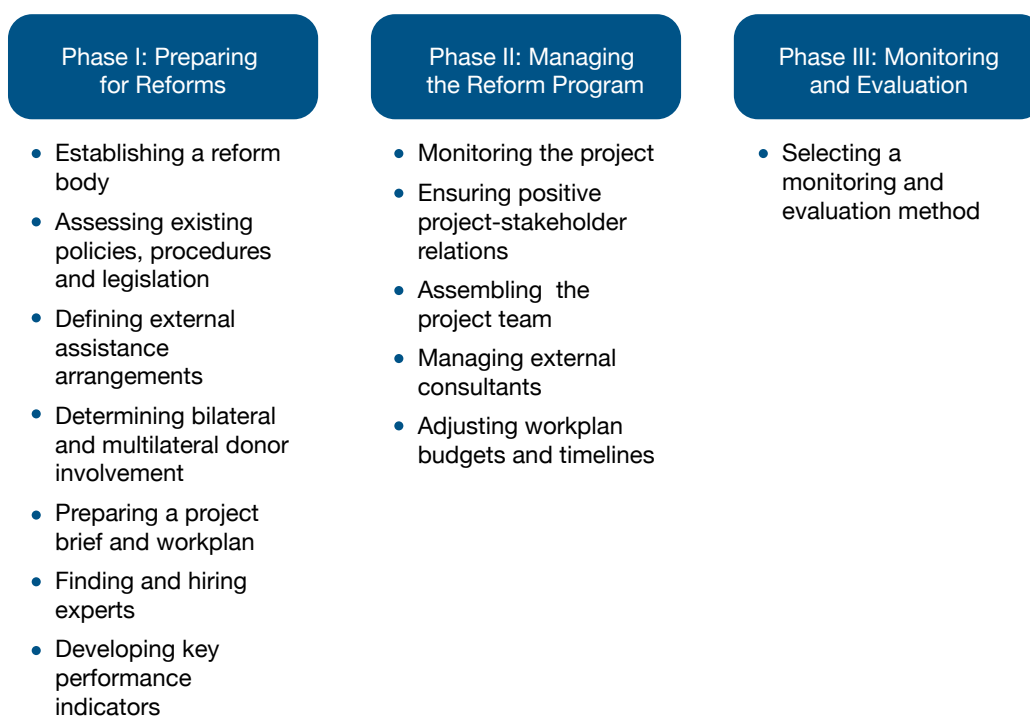 Phase I: Preparing
for Reforms
Establishing a reform
body
Assessing existing
policies, procedures
and legislation
Defining external
assistance
arrangements
Determining bilateral
and multilateral donor
involvement
Preparing a project
brief and workplan
Finding and hiring
experts
Developing key
performance
indicators
Phase II: Managing
the Reform Program
Monitoring the project
Ensuring positive
project-stakeholder
relations
Assembling the
project team
Managing external
consultants
Adjusting workplan
budgets and timelines
Phase III: Monitoring
and Evaluation
Selecting a
monitoring and
evaluation method